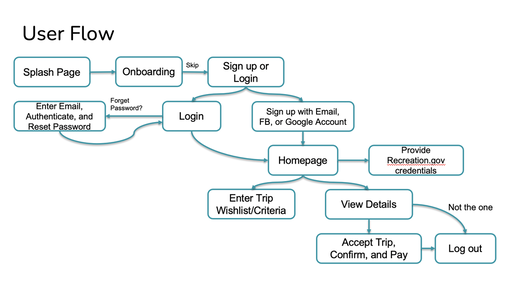 User Flow
Splash Page
Onboarding
Skip
Sign up or
Login
Enter Email,
Authenticate, and
Reset Password
Forget
Password?
Login
Sign up with Email,
FB, or Google Account
Homepage
Provide
Recreation.gov
credentials
Enter Trip
Wishlist/Criteria
View Details
Not the one
Accept Trip,
Confirm, and Pay
Log out